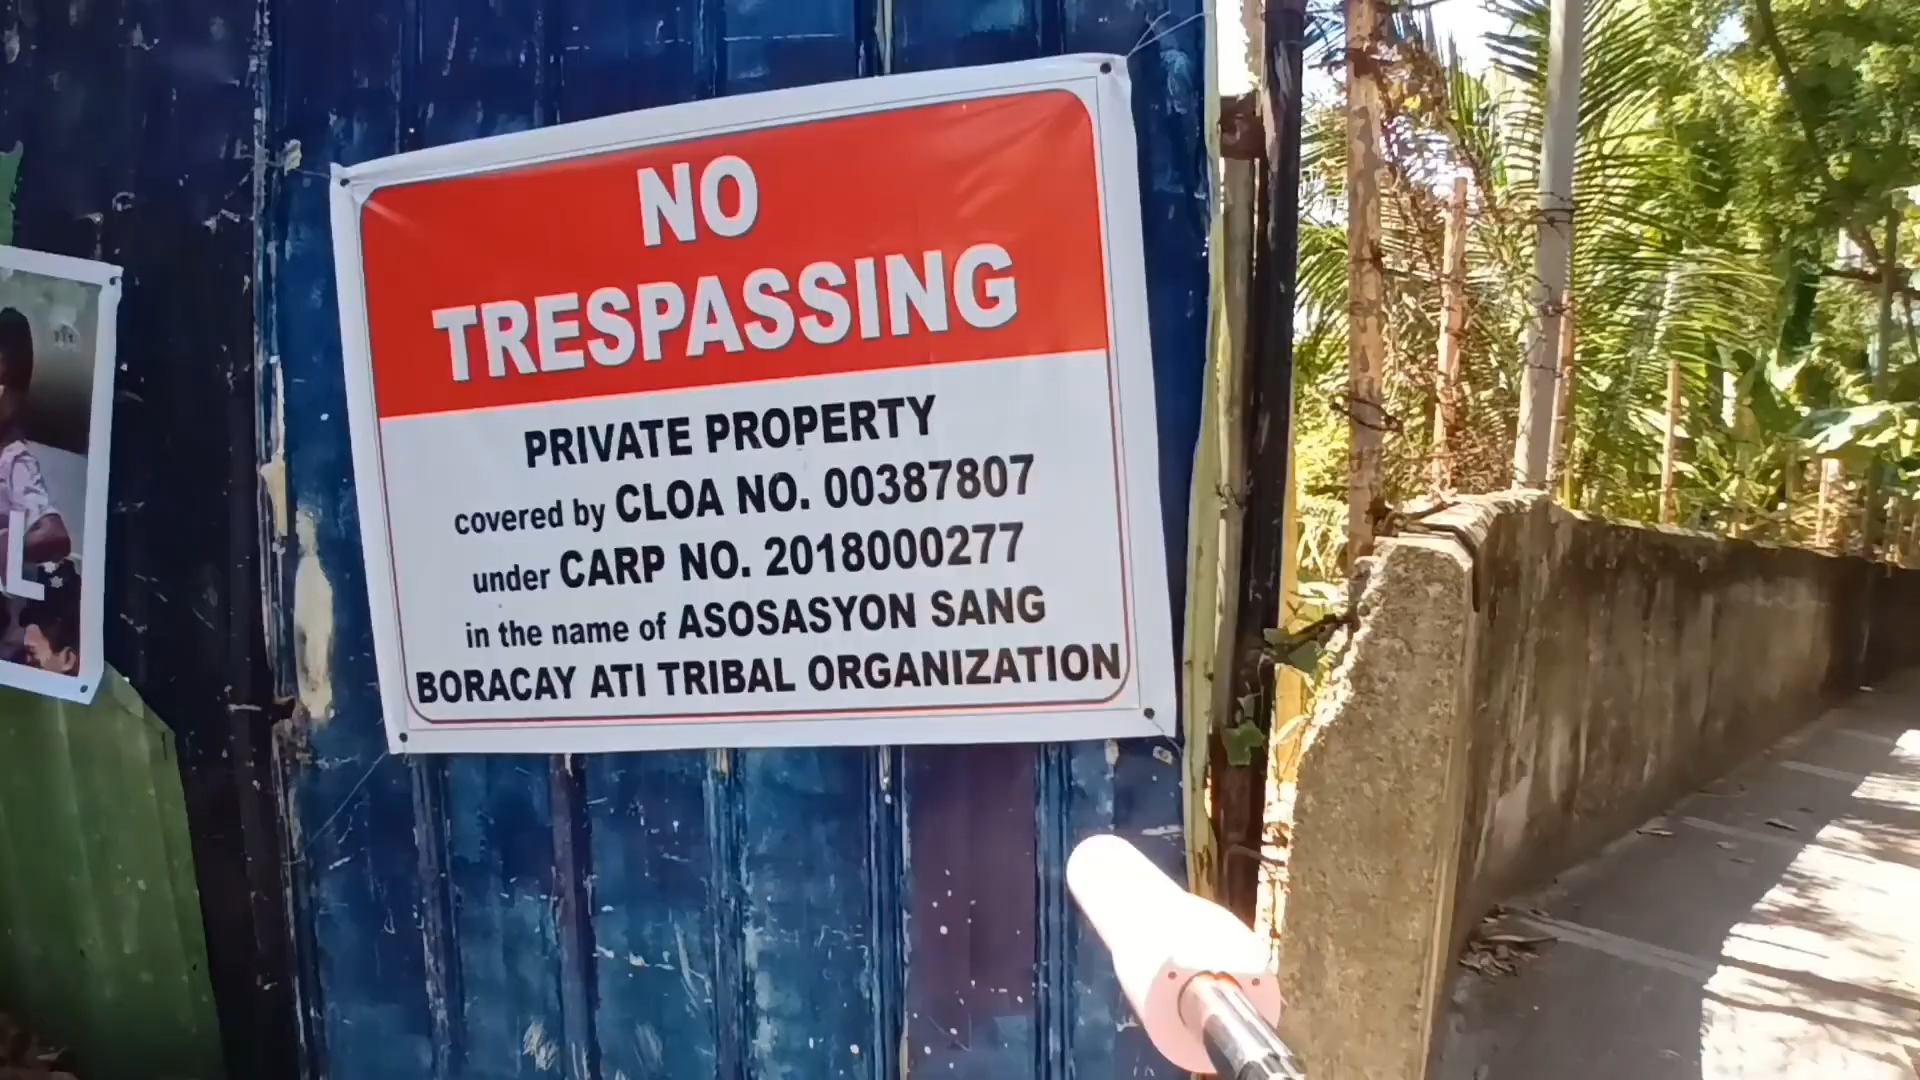 NO
TRESPASSING
PRIVATE PROPERTY
covered by CLOA NO. 00387807
under CARP NO. 2018000277
in the name of ASOSASYON SANG
BORACAY ATI TRIBAL ORGANIZATION
L